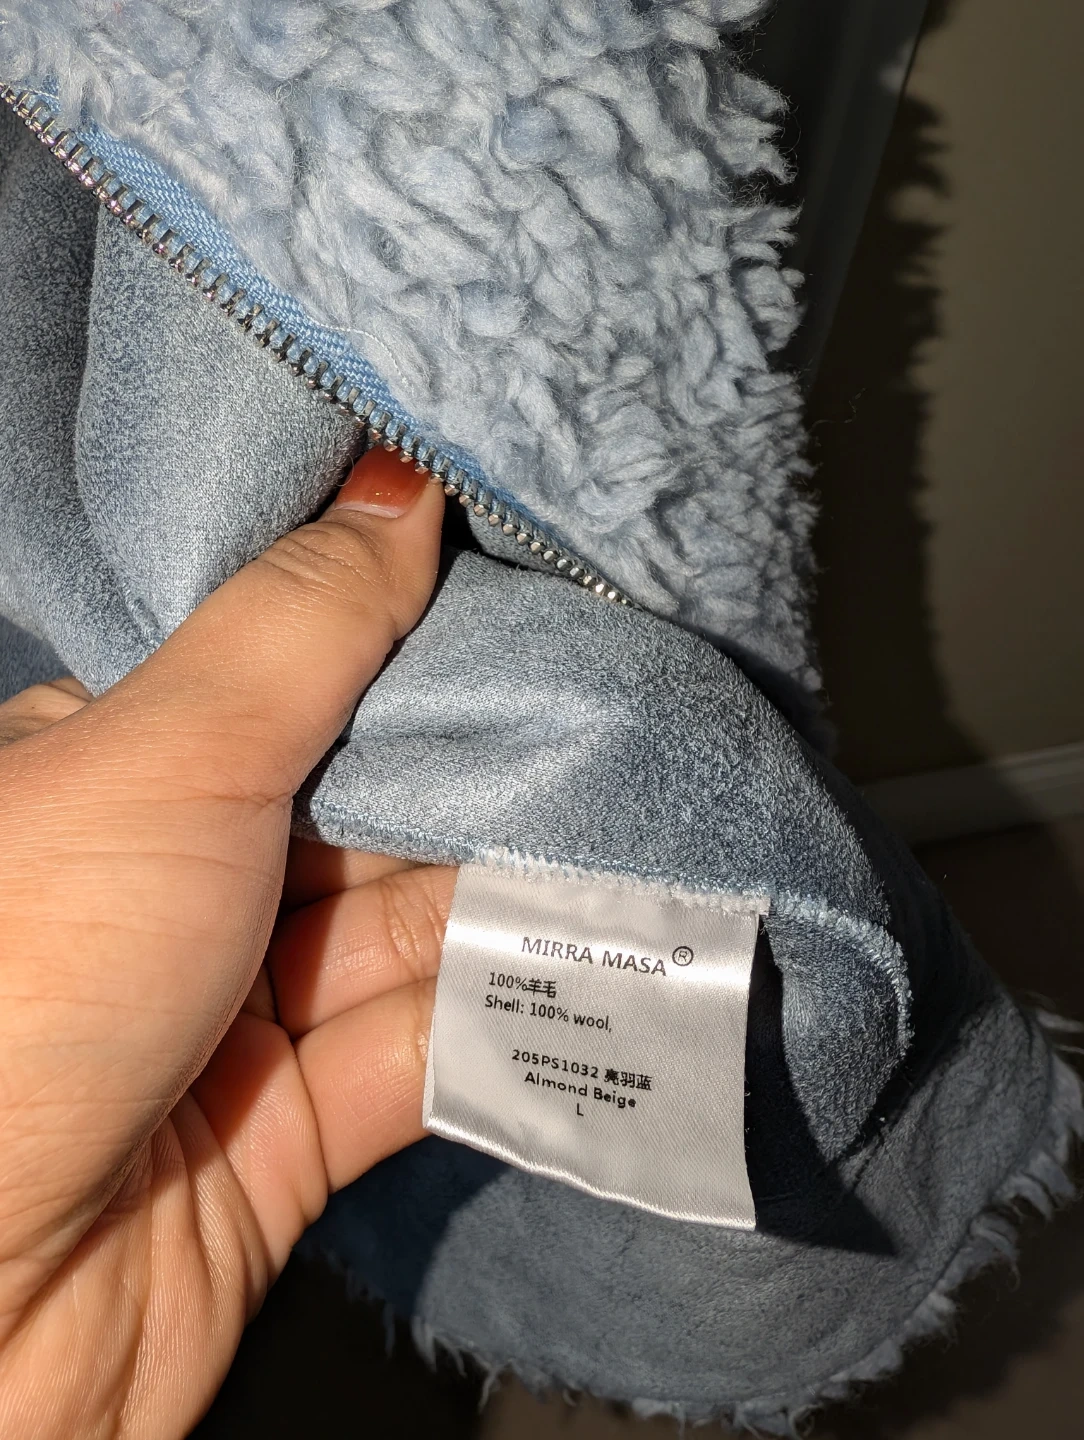 MIRRA MASA®
100%羊毛
Shell: 100% wool,
205PS1032 亮羽蓝
Almond Beige
L